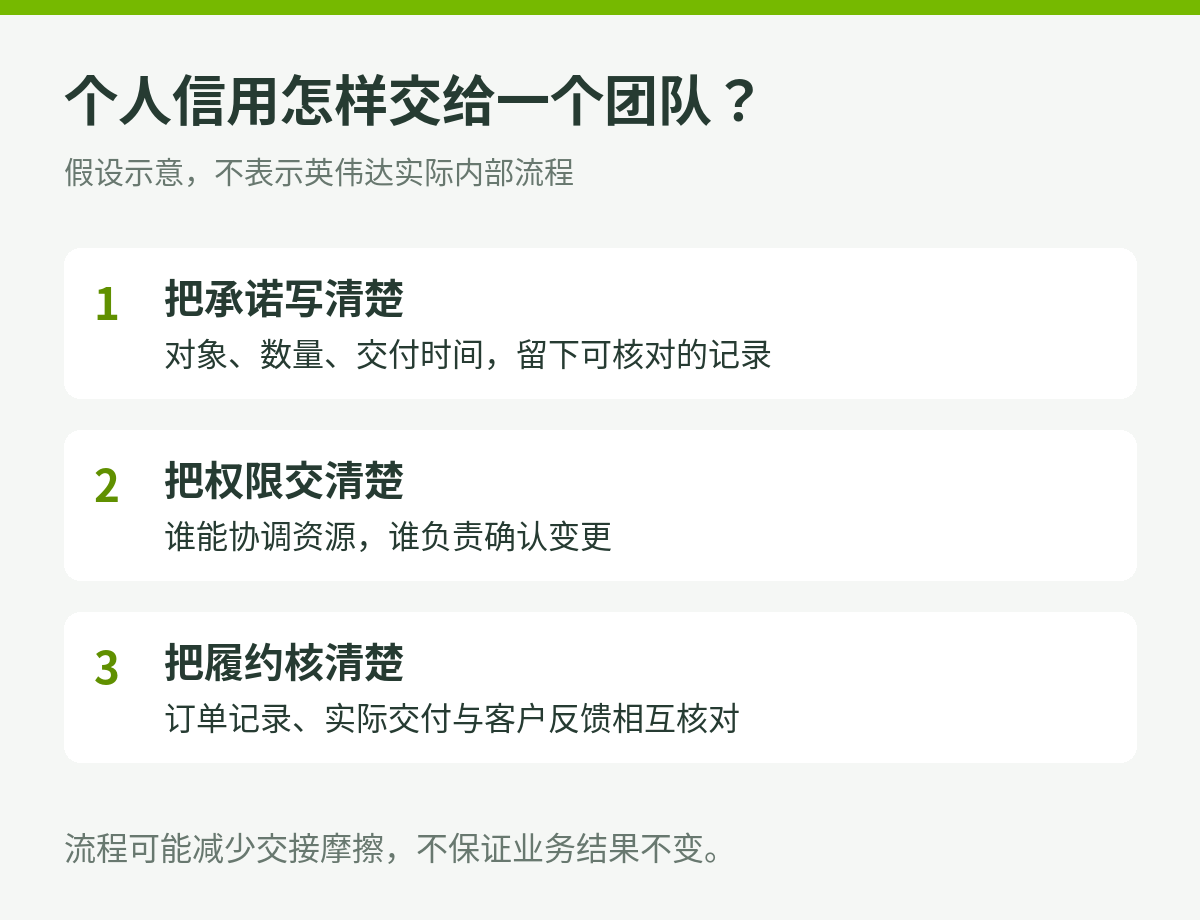 个人信用怎样交给一个团队？
假设示意，不表示英伟达实际内部流程
1
把承诺写清楚
对象、数量、交付时间，留下可核对的记录
2
把权限交清楚
谁能协调资源，谁负责确认变更
3
把履约核清楚
订单记录、实际交付与客户反馈相互核对
流程可能减少交接摩擦，不保证业务结果不变。